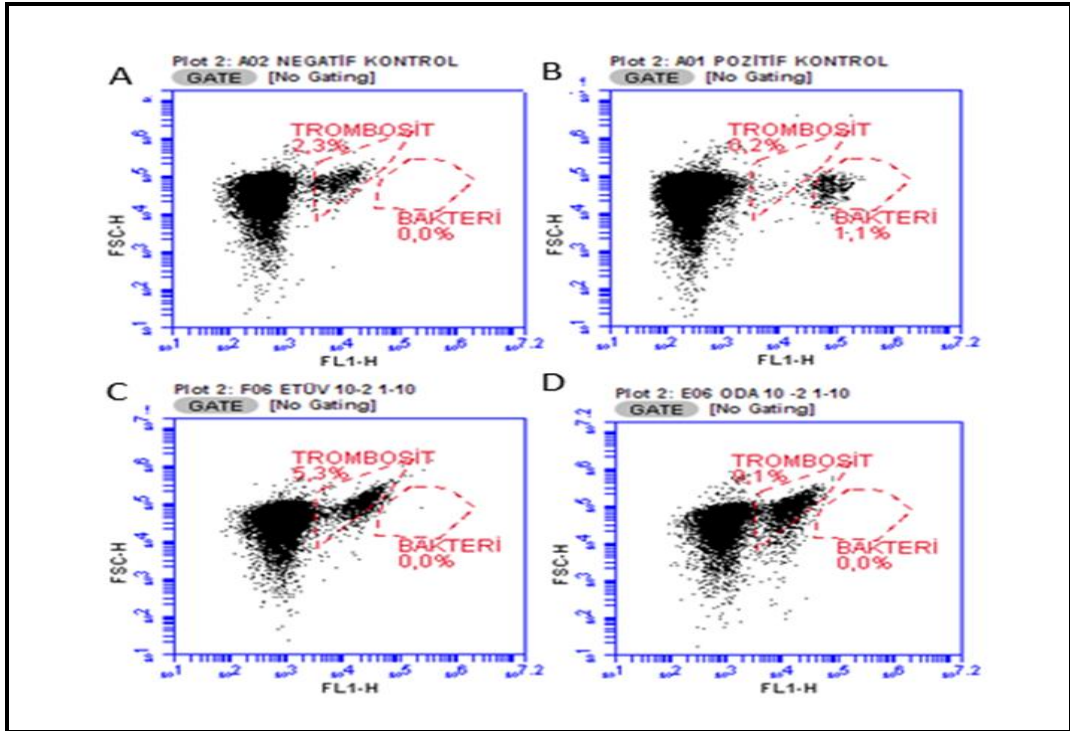 A
Plot 2: A02 NEGATİF KONTROL
GATE [No Gating]
TROMBOSİT
2,3%
BAKTERİ
0,0%
FSC-H
FL1-H
B
Plot 2: A01 POZİTİF KONTROL
GATE [No Gating]
TROMBOSİT
0,2%
BAKTERİ
1,1%
FSC-H
FL1-H
C
Plot 2: F06 ETÜV 10-2 1-10
GATE [No Gating]
TROMBOSİT
5,3%
BAKTERİ
0,0%
FSC-H
FL1-H
D
Plot 2: E06 ODA 10 -2 1-10
GATE [No Gating]
TROMBOSİT
BAKTERİ
0,0%
FSC-H
FL1-H